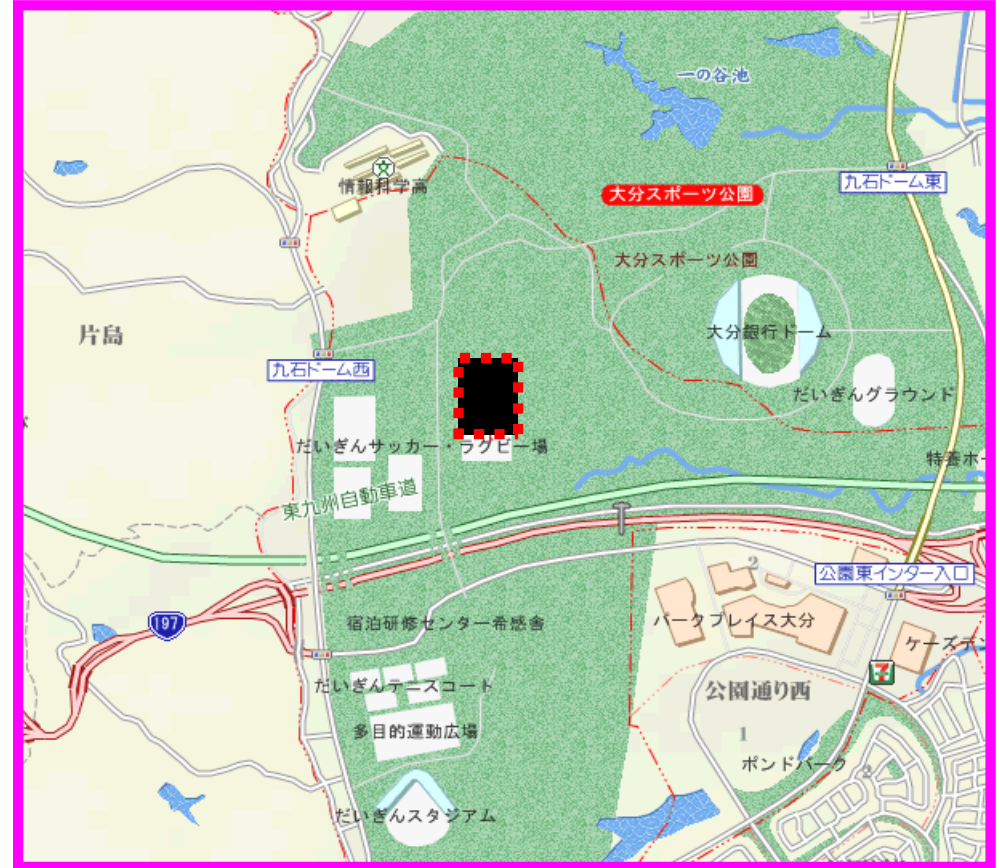 一の谷池
九石ドーム東
情報科学高
大分スポーツ公園
大分スポーツ公園
片島
大分銀行ドーム
九石ドーム西
だいぎんグラウンド
だいぎんサッカー・ラグビー場
特養ホー
東九州自動車道
2
公園東インター入口
197
宿泊研修センター希感舎
パークプレイス大分
ケーズデン
だいぎんテニスコート
公園通り西
多目的運動広場
1
ポンドパーク
2
だいぎんスタジアム